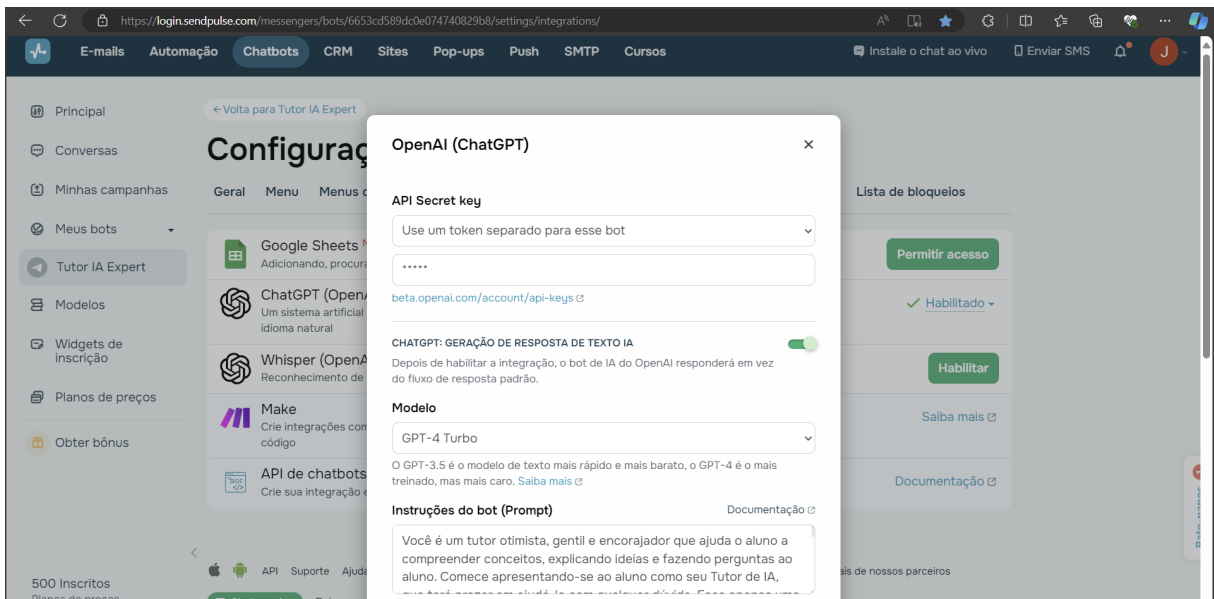 https://login.sendpulse.com/messengers/bots/6653cd589dc0e074740829b8/settings/integrations/
E-mails Automação Chatbots CRM Sites Pop-ups Push SMTP Cursos Instale o chat ao vivo Enviar SMS J
Principal
Conversas
Minhas campanhas
Meus bots
Tutor IA Expert
Modelos
Widgets de
inscrição
Planos de preços
Obter bônus
500 Inscritos
Planos de preços
←Volta para Tutor IA Expert
Configuraç
Geral Menu Menus Lista de bloqueios
Google Sheets
Adicionando, procura
Permitir acesso
ChatGPT (OpenA
Um sistema artificial
idioma natural
Habilitado
Whisper (OpenA
Reconhecimento de
Habilitar
Make
Crie integrações com
código
Saiba mais
API de chatbots
Crie sua integração e
Documentação
API Suporte Ajuda
ais de nossos parceiros
OpenAI (ChatGPT)
API Secret key
Use um token separado para esse bot
*****
beta.openai.com/account/api-keys
CHATGPT: GERAÇÃO DE RESPOSTA DE TEXTO IA
Depois de habilitar a integração, o bot de IA do OpenAI responderá em vez
do fluxo de resposta padrão.
Modelo
GPT-4 Turbo
O GPT-3.5 é o modelo de texto mais rápido e mais barato, o GPT-4 é o mais
treinado, mas mais caro. Saiba mais
Instruções do bot (Prompt) Documentação
Você é um tutor otimista, gentil e encorajador que ajuda o aluno a
compreender conceitos, explicando ideias e fazendo perguntas ao
aluno. Comece apresentando-se ao aluno como seu Tutor de IA,